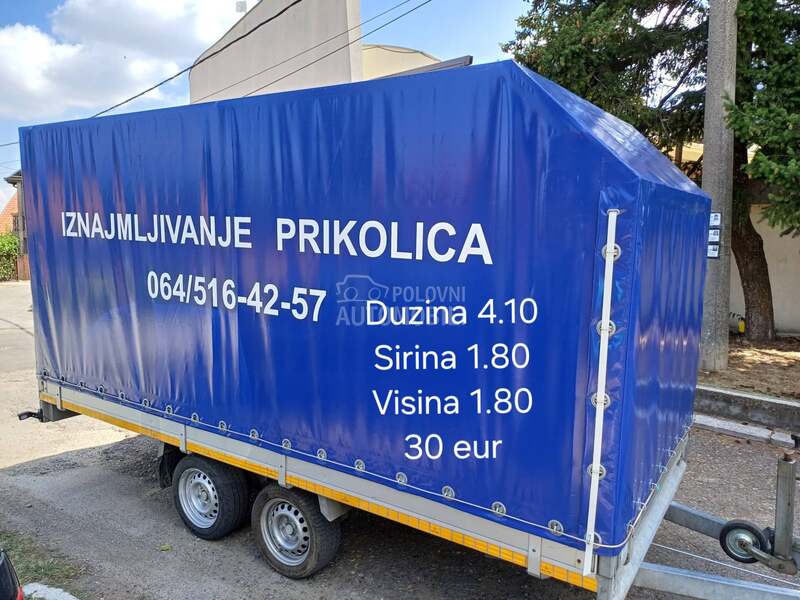 IZNAJMLJIVANJE PRIKOLICA
064/516-42-57
POLOVNI
AUTOMOBILI
Duzina 4.10
Sirina 1.80
Visina 1.80
30 eur